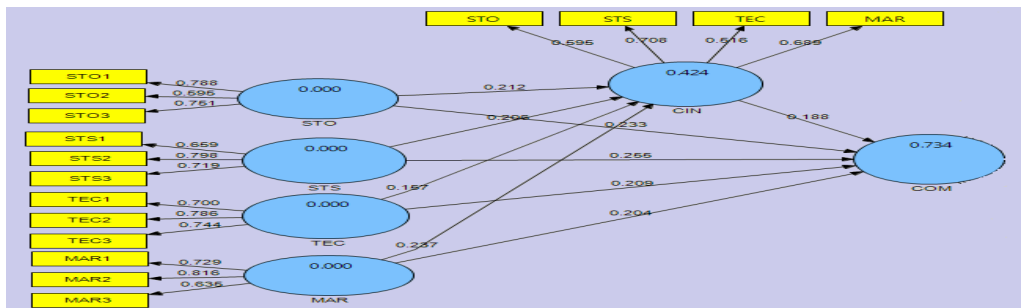 STO STS TEC MAR
0.595 0.708 0.616 0.689
STO1 0.788
STO2 0.595
STO3 0.751
0.000
STO
0.424
CIN
0.212
0.188
STS1 0.659
STS2 0.798
STS3 0.719
0.000
STS
0.206
0.233
0.255
0.734
COM
TEC1 0.700
TEC2 0.786
TEC3 0.744
0.000
TEC
0.157
0.209
MAR1 0.729
MAR2 0.816
MAR3 0.635
0.000
MAR
0.237
0.204